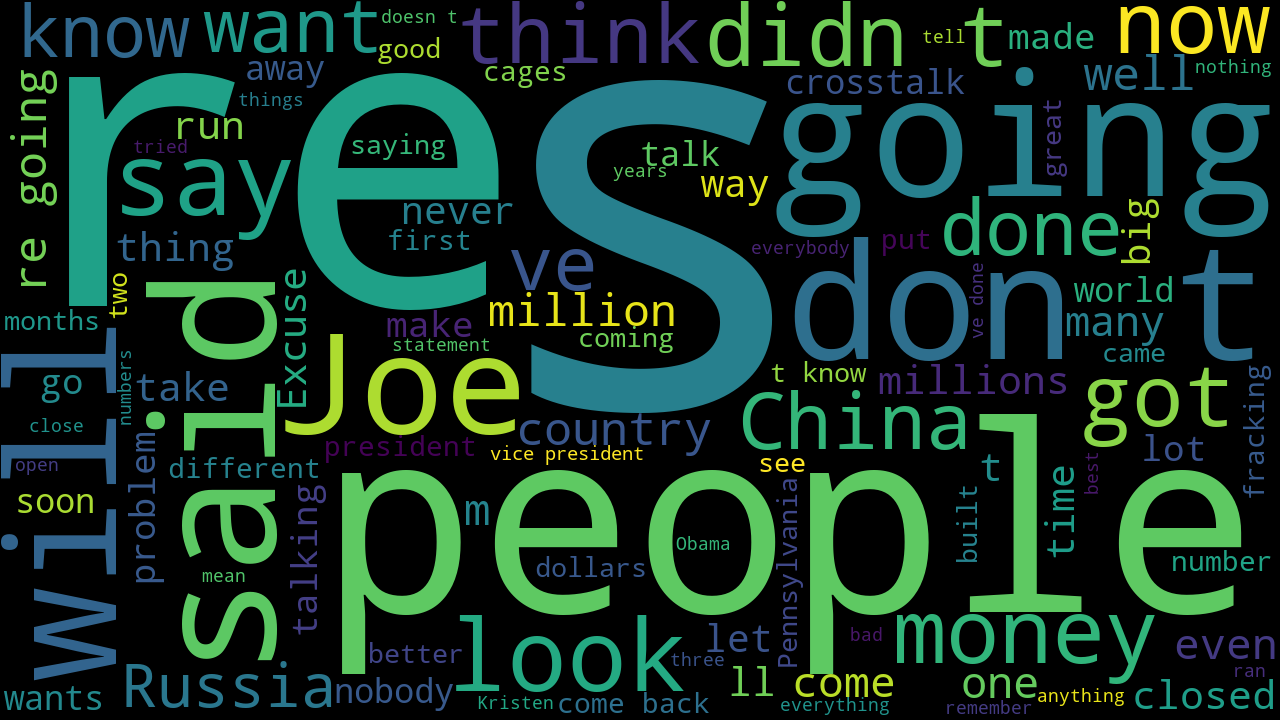 know
want
doesn t
good
think
didn t
tell
made
now
away
things
cages
crosstalk
well
nothing
re going
re
s
going
run
tried
say
saying
talk
years
way
great
never
first
thing
ve
everybody
put
done
big
two
months
said
Excuse
make
million
statement
coming
don t
ve done
world
many
came
will
go
numbers
take
Joe
country
t know
millions
got
close
president
vice president
China
see
lot
fracking
open
soon
problem
different
talking
people
m
Obama
dollars
Pennsylvania
t
built
time
best
number
mean
look
let
bad
money
even
better
three
ran
wants
Russia
nobody
Kristen
come back
ll
come
everything
one
remember
anything
closed